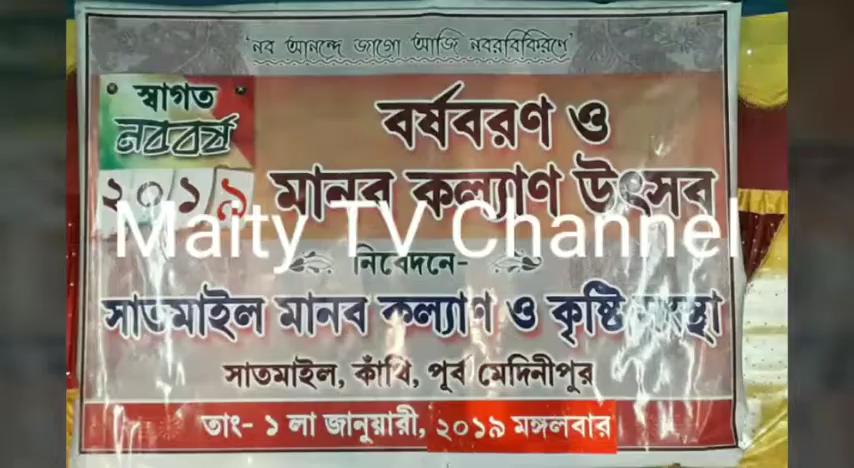 'নব আনন্দে জাগো আজি নবরবিকিরণে'
স্বাগত
নববর্ষ
২০১৯
বর্ষবরণ ও
মানব কল্যাণ উৎসব
Maity TV Channel
নিবেদনে-
সাতমাইল মানব কল্যাণ ও কৃষ্টি সংস্থা
সাতমাইল, কাঁথি, পূর্ব মেদিনীপুর
তাং- ১ লা জানুয়ারী, ২০১৯ মঙ্গলবার